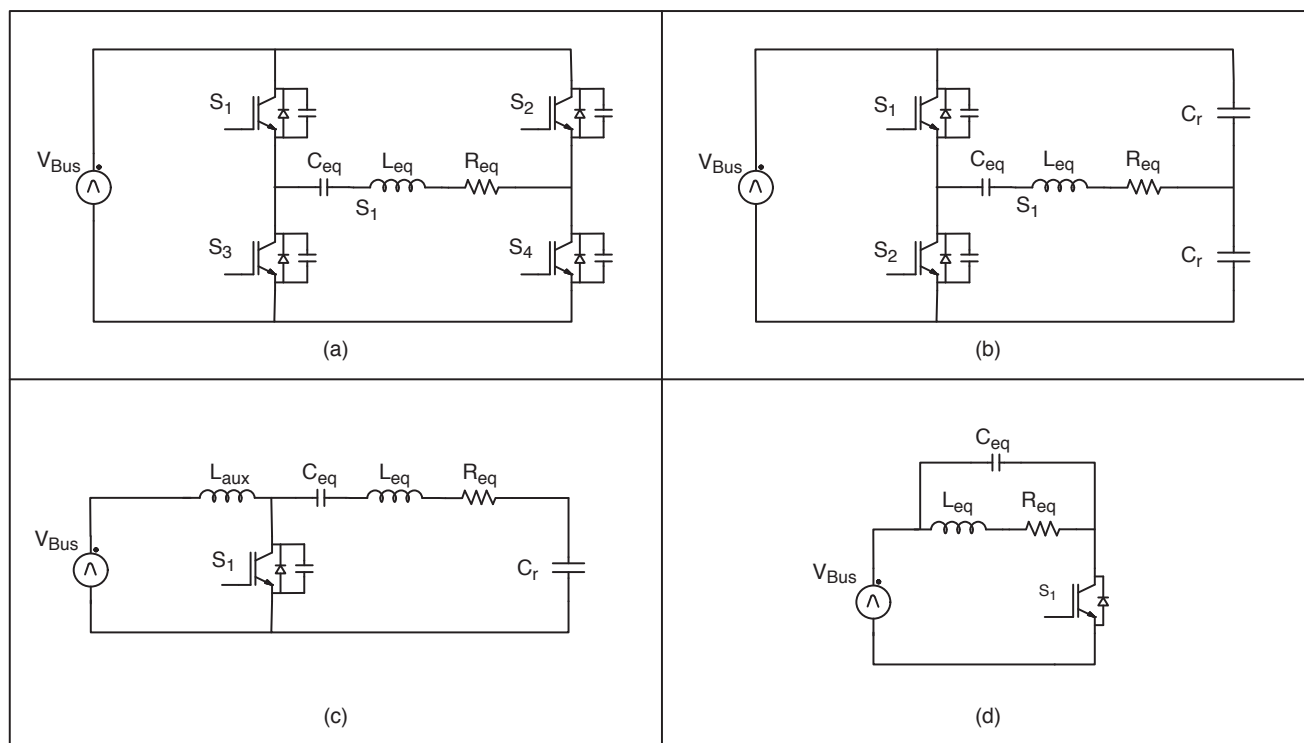 S1
S2
Ceq
Leq
Req
VBus
S1
S3
S4
(a)
S1
Cr
Ceq
Leq
Req
VBus
S1
S2
Cr
(b)
Laux
Ceq
Leq
Req
VBus
S1
Cr
(c)
Ceq
Leq
Req
VBus
S1
(d)